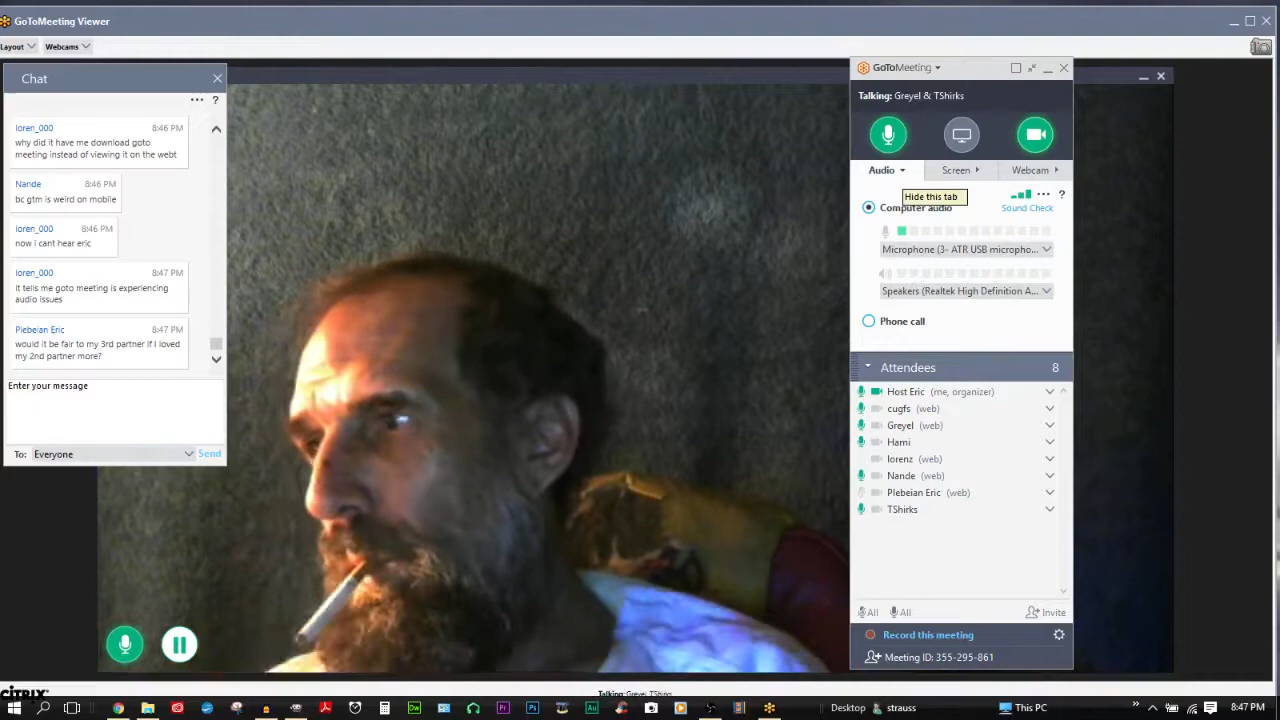 GoToMeeting Viewer
Layout
Webcams
Chat
... ?
loren_000 8:46 PM
why did it have me download goto
meeting instead of viewing it on the webt
Nande 8:46 PM
bc gtm is weird on mobile
loren_000 8:46 PM
now i cant hear eric
loren_000 8:47 PM
it tells me goto meeting is experiencing
audio issues
Plebeian Eric 8:47 PM
would it be fair to my 3rd partner if I loved
my 2nd partner more?
Enter your message
To: Everyone Send
GoToMeeting
Talking: Greyel & TShirks
Audio Screen Webcam
Hide this tab
... ?
Computer audio Sound Check
Microphone (3- ATR USB micropho...
Speakers (Realtek High Definition A...
Phone call
Attendees 8
Host Eric (me, organizer)
cugfs (web)
Greyel (web)
Hami
lorenz (web)
Nande (web)
Plebeian Eric (web)
TShirks
All All Invite
Record this meeting
Meeting ID: 355-295-861
CITRIX
Talking: Greyel, TShirks
Desktop strauss This PC 8:47 PM